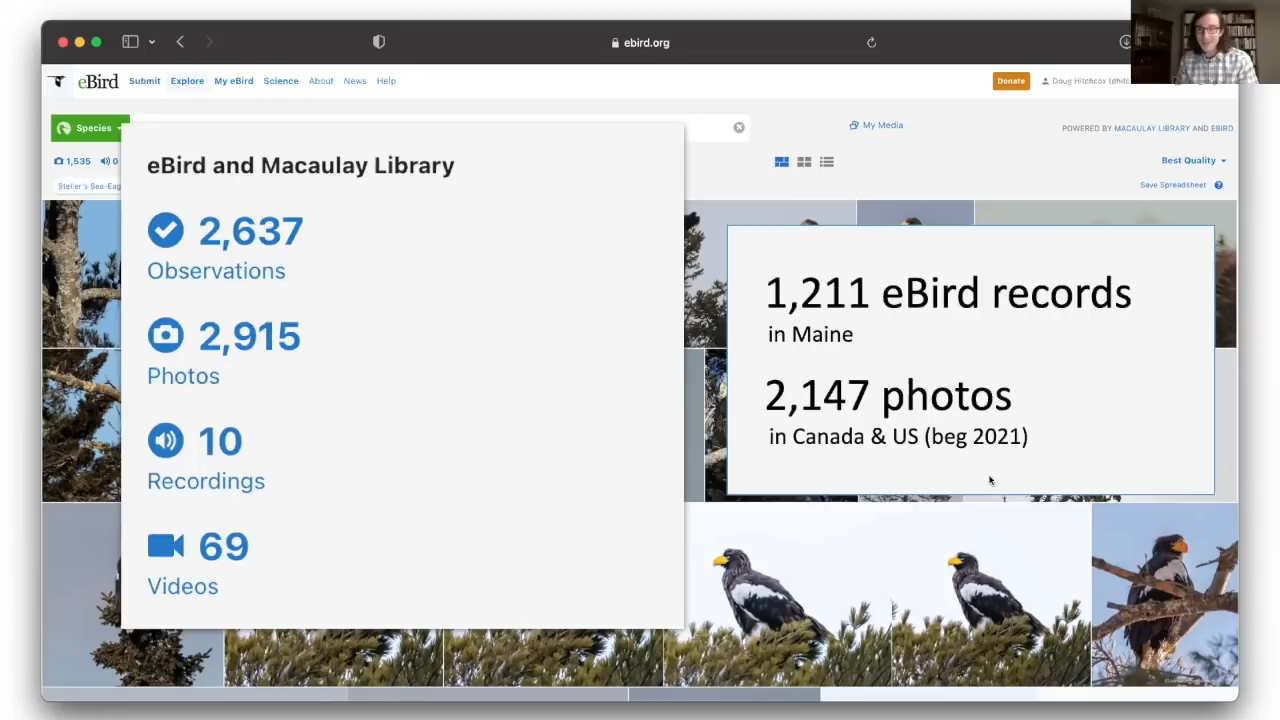 ebird.org
eBird Submit Explore My eBird Science About News Help
Donate
Doug Hitchcox
Species
My Media
POWERED BY MACAULAY LIBRARY AND EBIRD
1,535
0
Best Quality
Steller's Sea-Eag
Save Spreadsheet ?
eBird and Macaulay Library
2,637
Observations
2,915
Photos
10
Recordings
69
Videos
1,211 eBird records
in Maine
2,147 photos
in Canada & US (beg 2021)